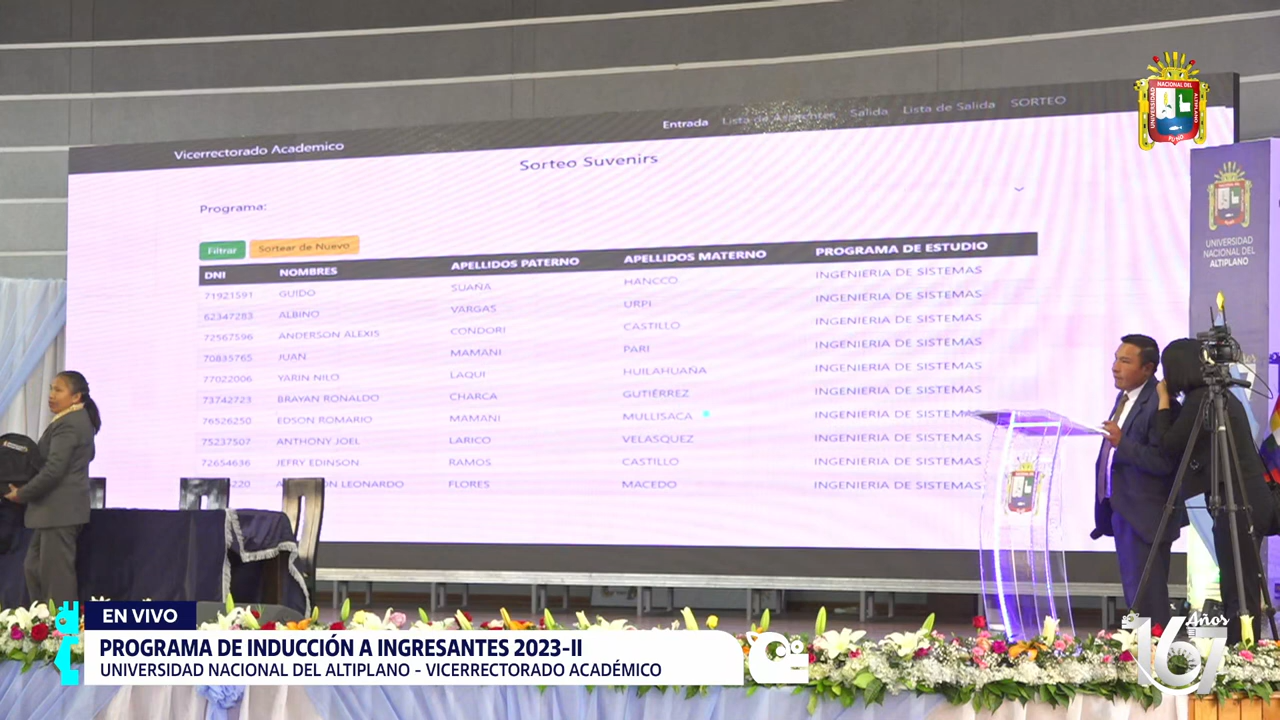 Entrada Lista de Asistentes Salida Lista de Salida SORTEO
Vicerrectorado Academico
Sorteo Suvenirs
Programa:
Filtrar Sortear de Nuevo
DNI NOMBRES APELLIDOS PATERNO APELLIDOS MATERNO PROGRAMA DE ESTUDIO
71921591 GUIDO SUAÑA HANCCO INGENIERIA DE SISTEMAS
62347283 ALBINO VARGAS URPI INGENIERIA DE SISTEMAS
72567596 ANDERSON ALEXIS CONDORI CASTILLO INGENIERIA DE SISTEMAS
70835765 JUAN MAMANI PARI INGENIERIA DE SISTEMAS
77022006 YARIN NILO LAQUI HUILAHUAÑA INGENIERIA DE SISTEMAS
73742723 BRAYAN RONALDO CHARCA GUTIÉRREZ INGENIERIA DE SISTEMAS
76526250 EDSON ROMARIO MAMANI MULLISACA INGENIERIA DE SISTEMAS
75237507 ANTHONY JOEL LARICO VELASQUEZ INGENIERIA DE SISTEMAS
72654636 JEFRY EDINSON RAMOS CASTILLO INGENIERIA DE SISTEMAS
LEONARDO FLORES MACEDO INGENIERIA DE SISTEMAS
UNIVERSIDAD NACIONAL DEL ALTIPLANO
PUNO
UNIVERSIDAD
NACIONAL DEL
ALTIPLANO
EN VIVO
PROGRAMA DE INDUCCIÓN A INGRESANTES 2023-II
UNIVERSIDAD NACIONAL DEL ALTIPLANO - VICERRECTORADO ACADÉMICO
Años
167